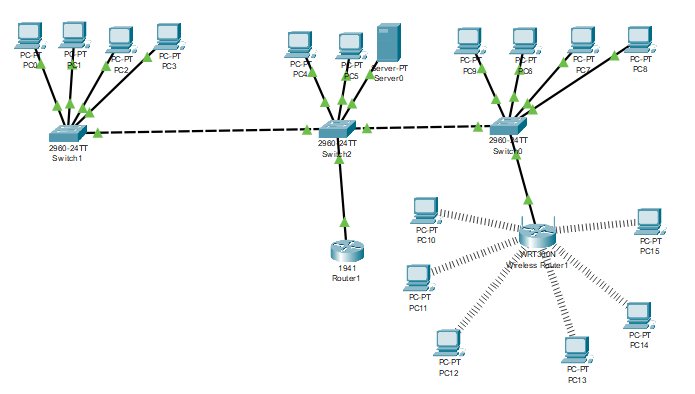 PC-PT
PC0
PC-PT
PC1
PC-PT
PC2
PC-PT
PC3
PC-PT
PC4
PC-PT
PC5
Server-PT
Server0
PC-PT
PC9
PC-PT
PC6
PC-PT
PC7
PC-PT
PC8
2960-24TT
Switch1
2960-24TT
Switch2
2960-24TT
Switch0
1941
Router1
WRT300N
Wireless Router1
PC-PT
PC10
PC-PT
PC15
PC-PT
PC11
PC-PT
PC14
PC-PT
PC12
PC-PT
PC13